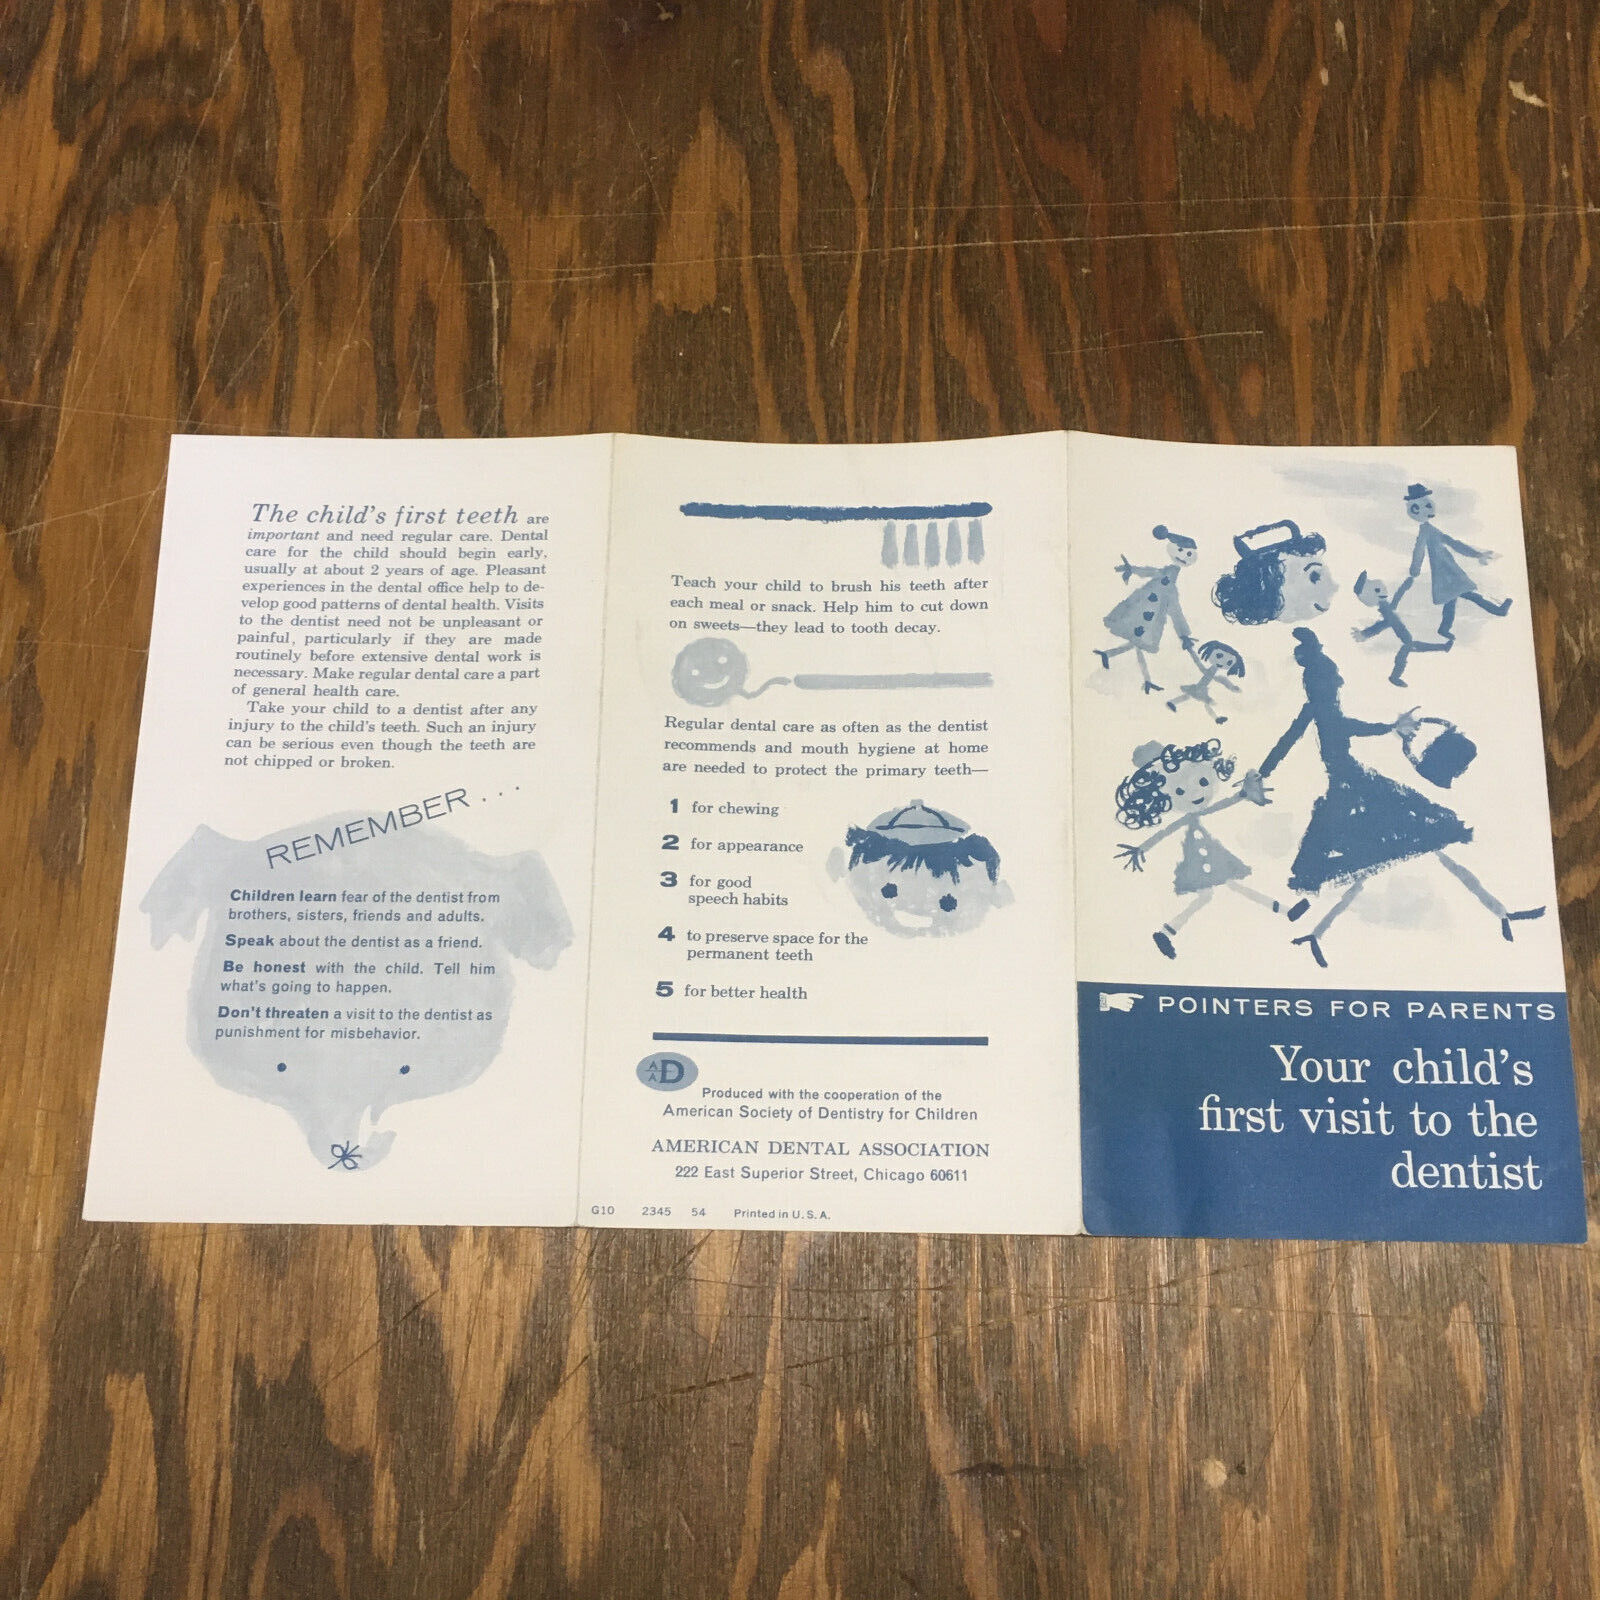 The child's first teeth are
important and need regular care. Dental
care for the child should begin early,
usually at about 2 years of age. Pleasant
experiences in the dental office help to de-
velop good patterns of dental health. Visits
to the dentist need not be unpleasant or
painful, particularly if they are made
routinely before extensive dental work is
necessary. Make regular dental care a part
of general health care.
Take your child to a dentist after any
injury to the child's teeth. Such an injury
can be serious even though the teeth are
not chipped or broken.
REMEMBER...
Children learn fear of the dentist from
brothers, sisters, friends and adults.
Speak about the dentist as a friend.
Be honest with the child. Tell him
what's going to happen.
Don't threaten a visit to the dentist as
punishment for misbehavior.
Teach your child to brush his teeth after
each meal or snack. Help him to cut down
on sweets—they lead to tooth decay.
Regular dental care as often as the dentist
recommends and mouth hygiene at home
are needed to protect the primary teeth—
1 for chewing
2 for appearance
3 for good
speech habits
4 to preserve space for the
permanent teeth
5 for better health
ADA
Produced with the cooperation of the
American Society of Dentistry for Children
AMERICAN DENTAL ASSOCIATION
222 East Superior Street, Chicago 60611
G10 2345 54 Printed in U.S.A.
POINTERS FOR PARENTS
Your child's
first visit to the
dentist